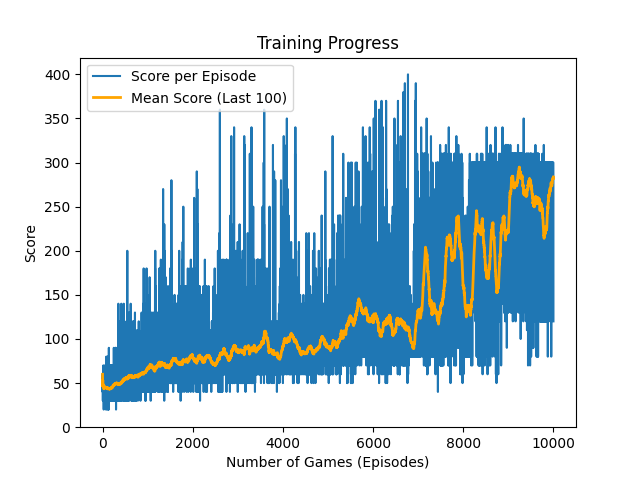 Training Progress
Score per Episode
Mean Score (Last 100)
400
350
300
250
200
150
100
50
0
Score
0 2000 4000 6000 8000 10000
Number of Games (Episodes)